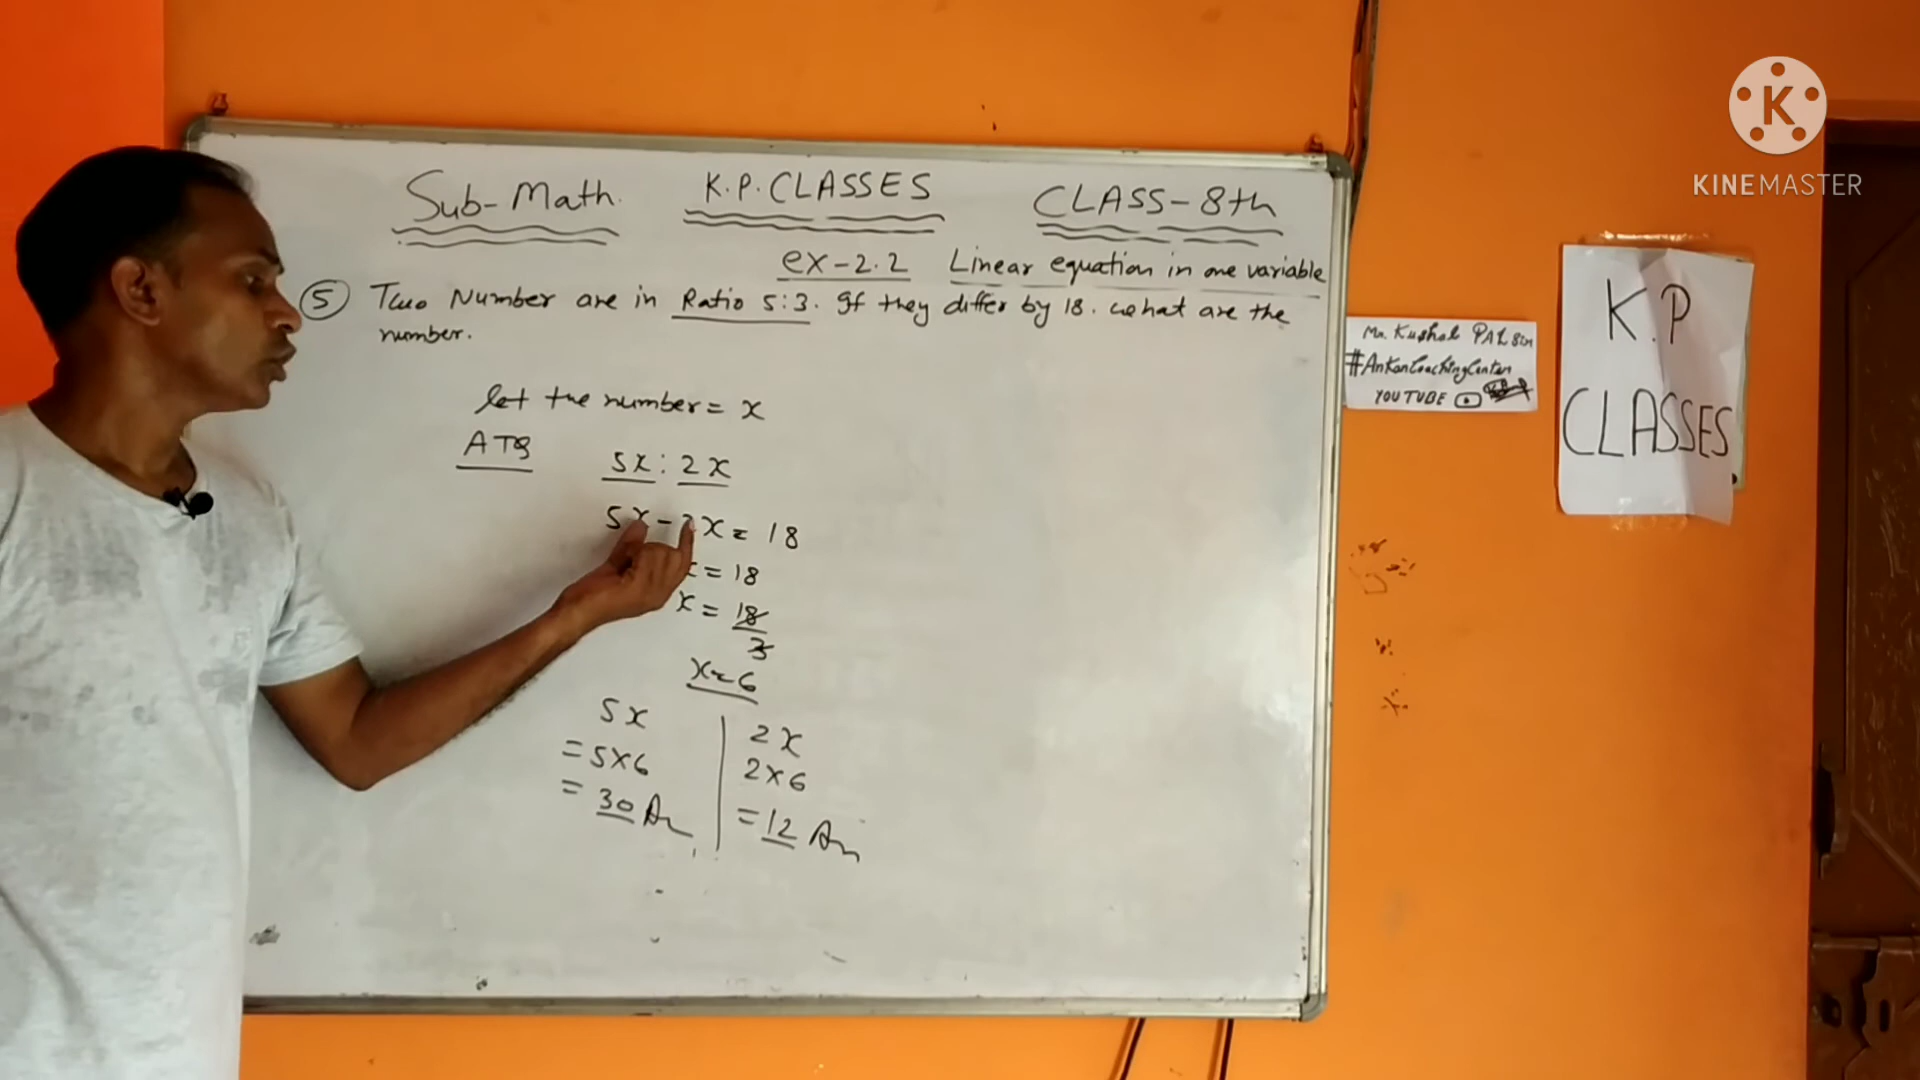 Sub-Math. K.P.CLASSES CLASS-8th
ex-2.2 Linear equation in one variable
5 Two Number are in Ratio 5:3. If they differ by 18. what are the
number.
let the number = x
ATQ
5x : 2x
5x - 2x = 18
x = 18
x = 18
3
x = 6
5x
= 5x6
= 30 An
2x
2x6
= 12 An
K
KINEMASTER
K.P
CLASSES
Mr. Kushal PAL
#AnkanCoachingCenter
YOUTUBE